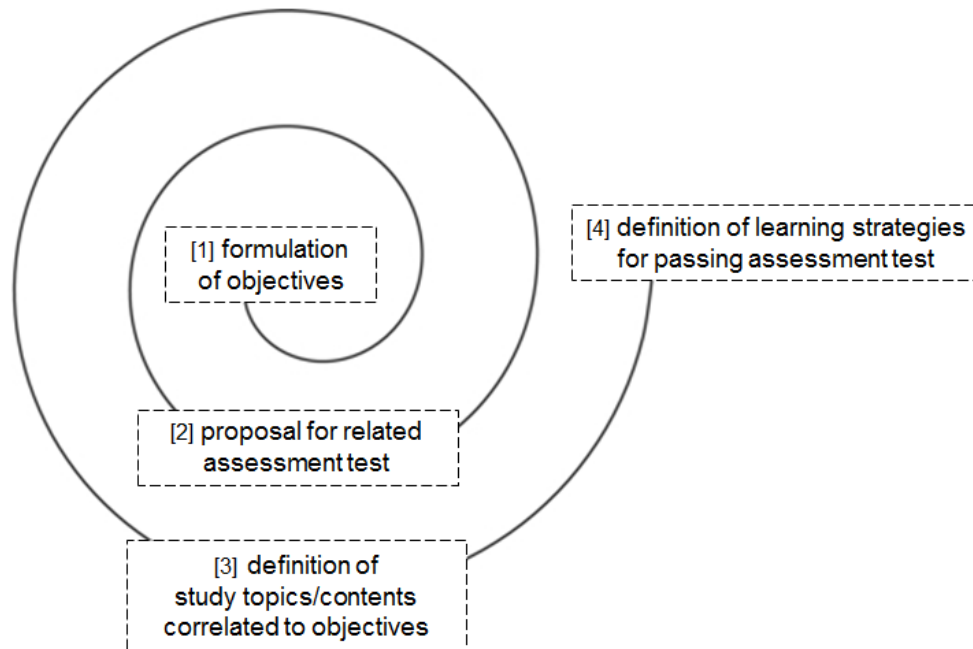 [1] formulation
of objectives
[4] definition of learning strategies
for passing assessment test
[2] proposal for related
assessment test
[3] definition of
study topics/contents
correlated to objectives